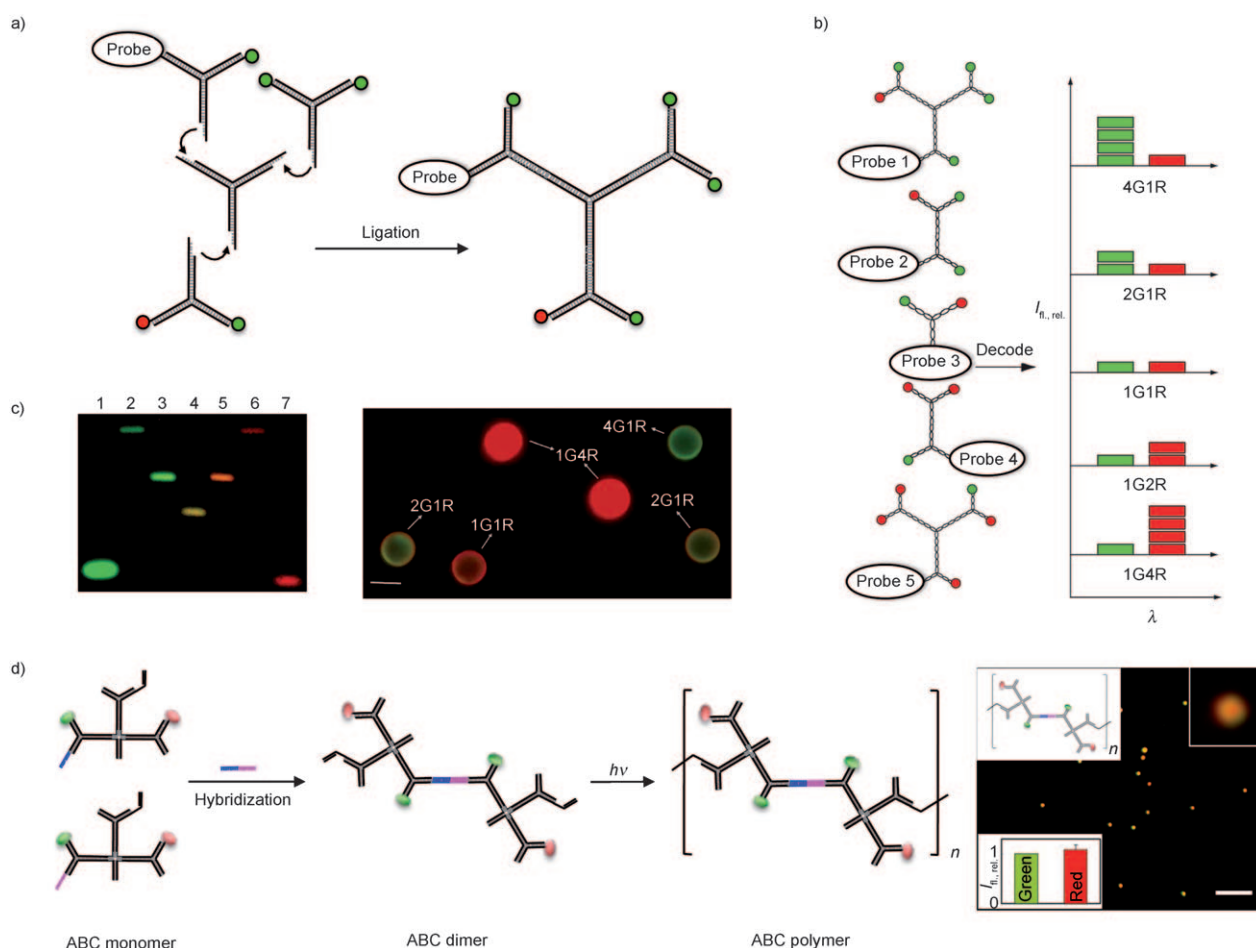 a)
Probe
Ligation
Probe
b)
Probe 1
Probe 2
Probe 3
Probe 4
Probe 5
Decode
I fl., rel.
4G1R
2G1R
1G1R
1G2R
1G4R
λ
c)
1 2 3 4 5 6 7
4G1R
1G4R
2G1R
1G1R
2G1R
d)
Hybridization
hν
n
n
1
0
I fl., rel.
Green
Red
ABC monomer
ABC dimer
ABC polymer